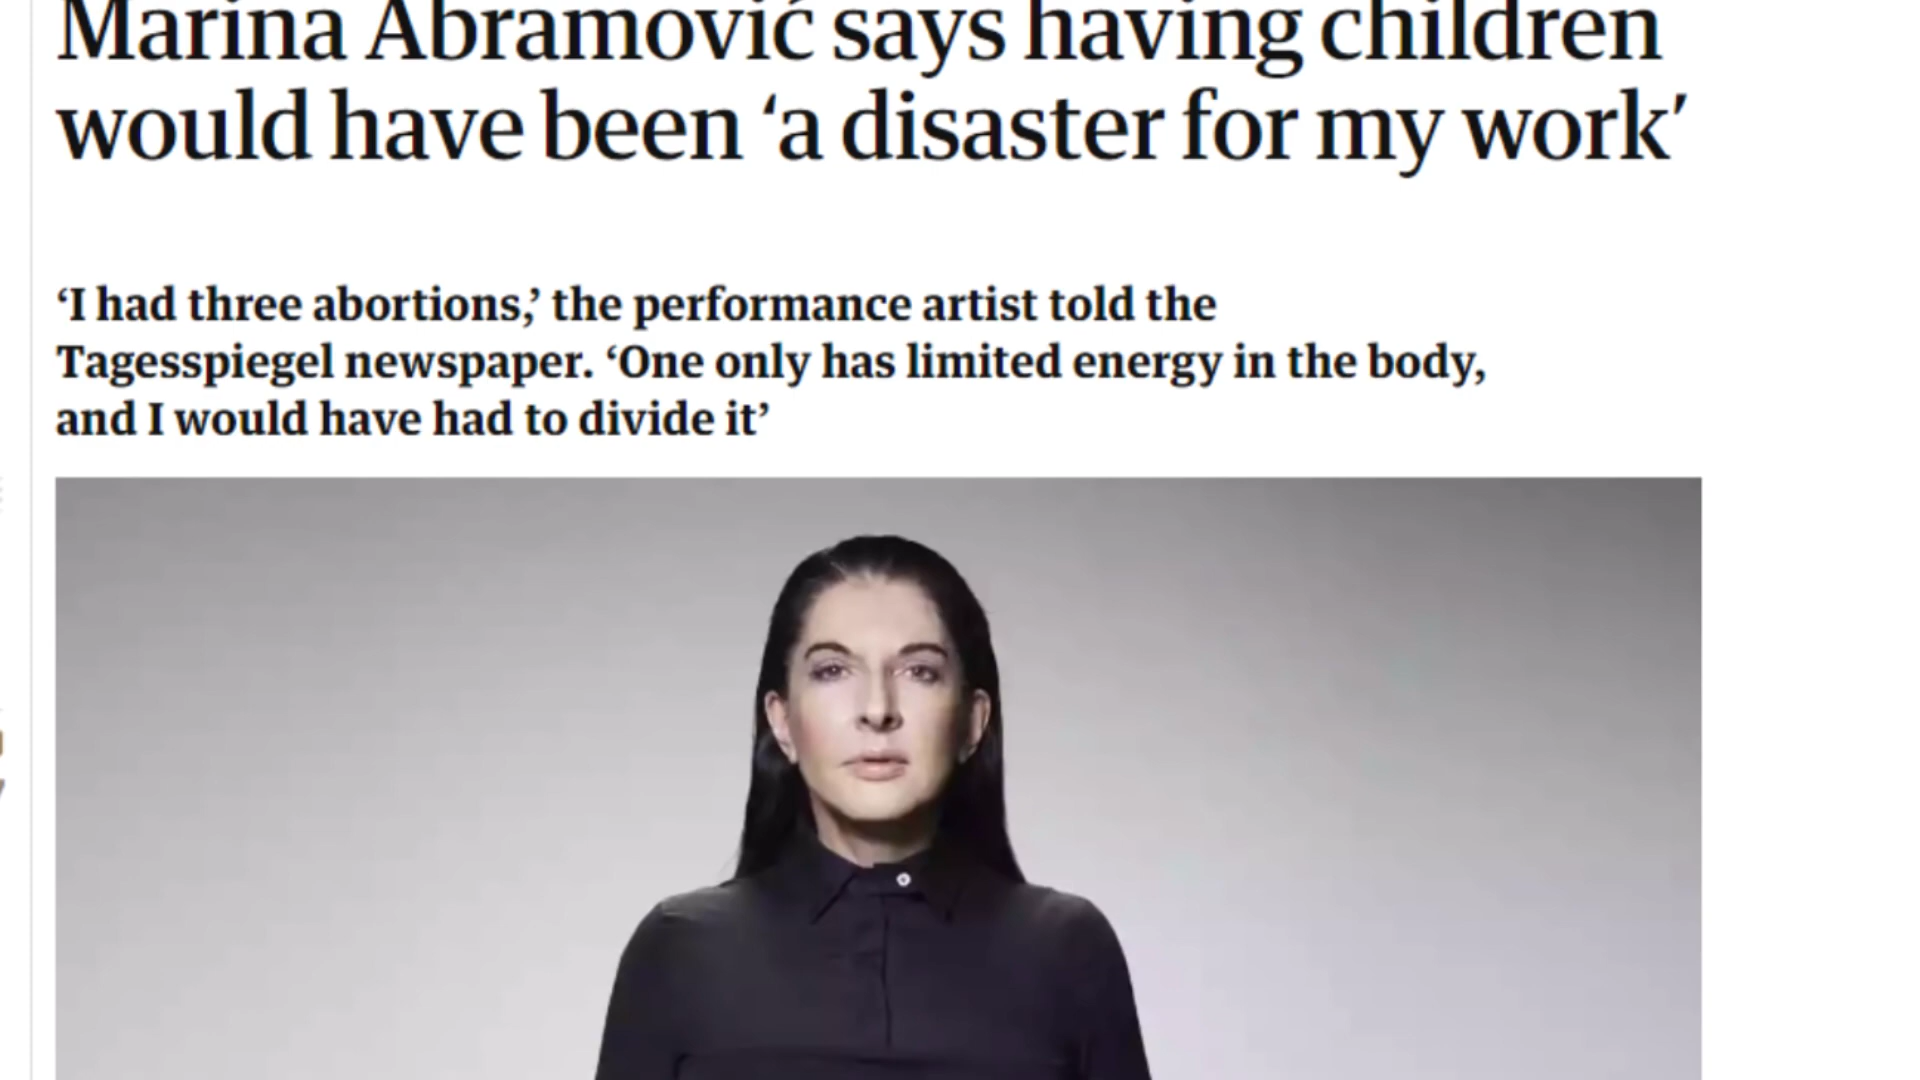 Marina Abramović says having children
would have been ‘a disaster for my work’
‘I had three abortions,’ the performance artist told the
Tagesspiegel newspaper. ‘One only has limited energy in the body,
and I would have had to divide it’